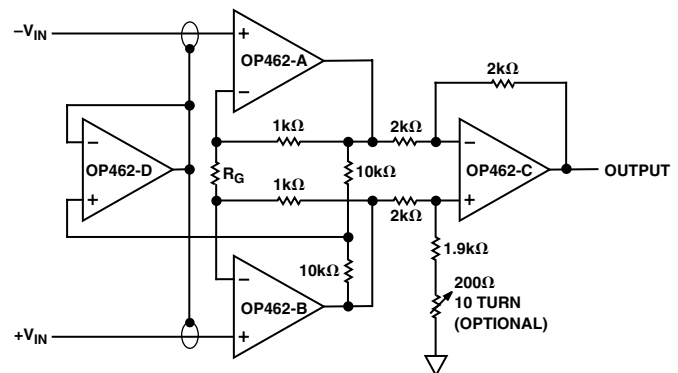 −VIN
+
OP462-A
−
2kΩ
1kΩ
2kΩ
−
OP462-D
+
RG
10kΩ
−
OP462-C
+
OUTPUT
1kΩ
2kΩ
10kΩ
1.9kΩ
−
OP462-B
+
200Ω
10 TURN
(OPTIONAL)
+VIN